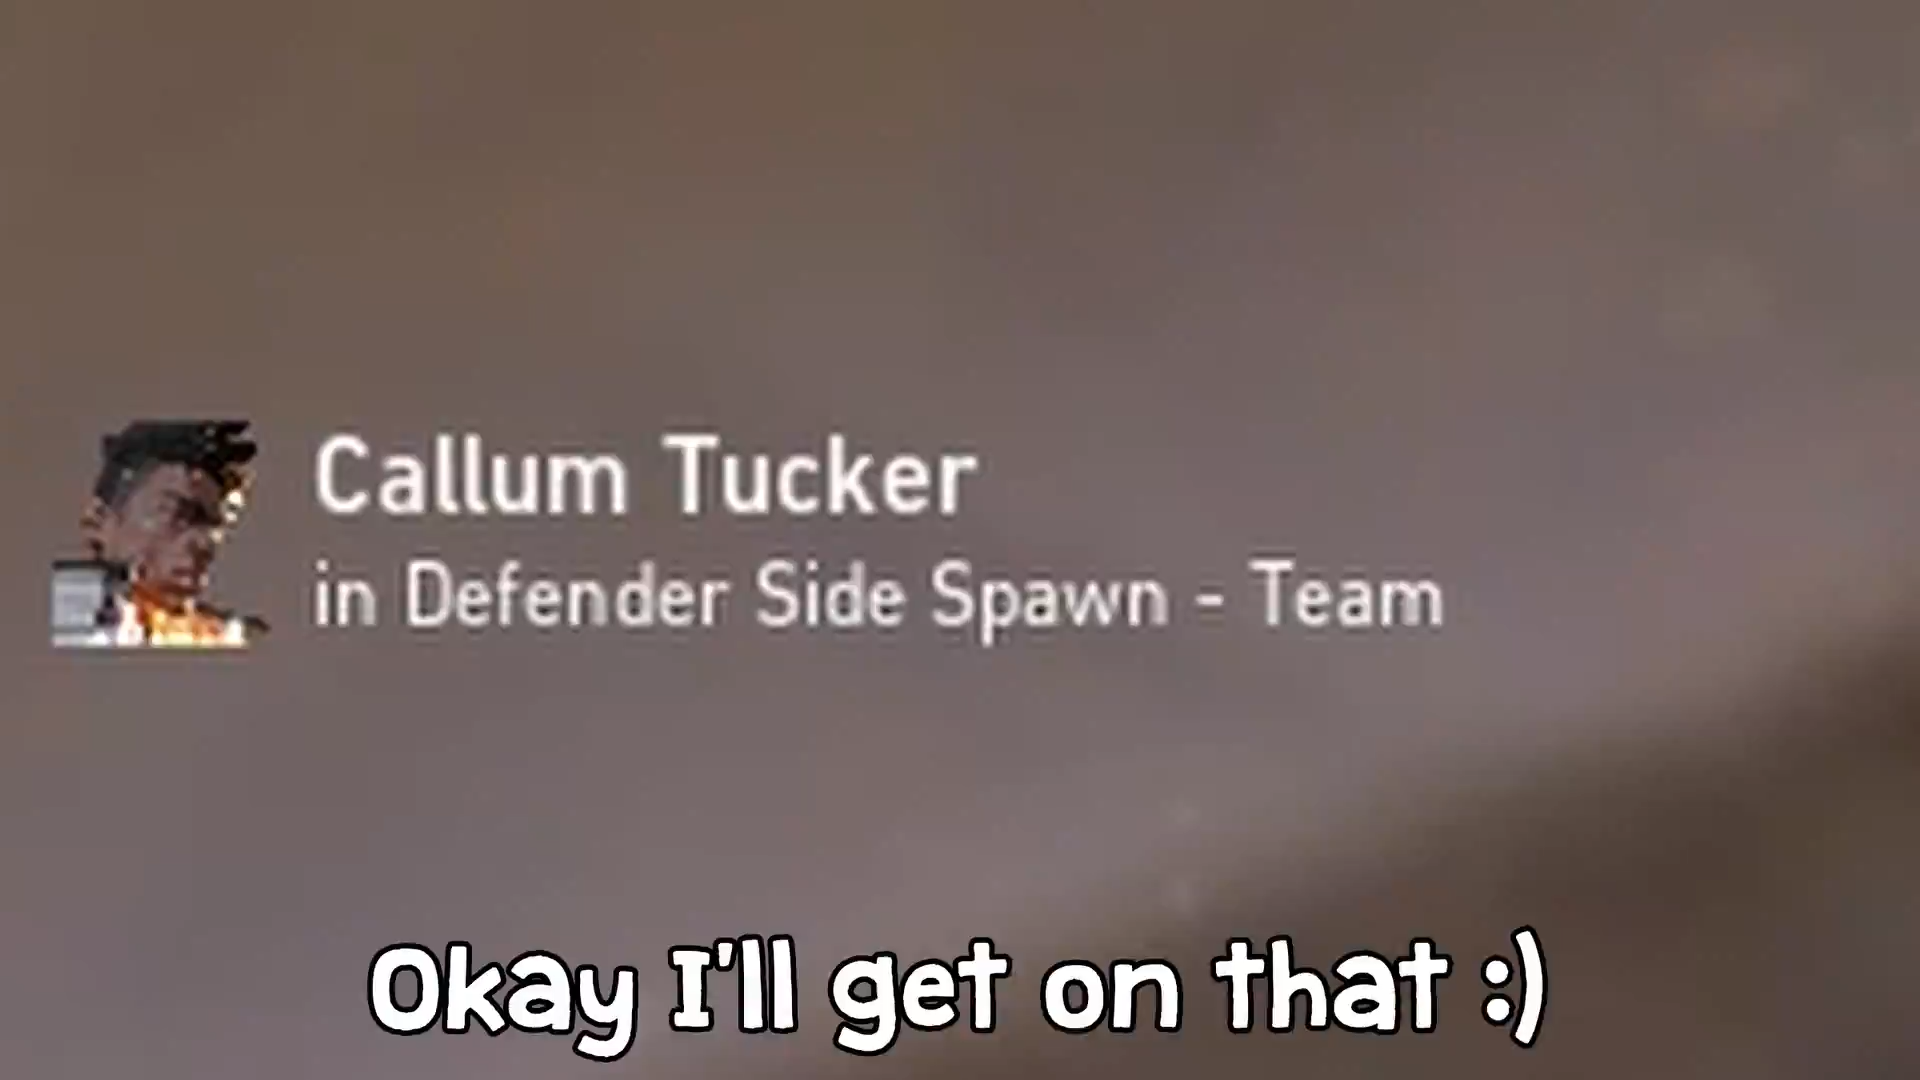 Callum Tucker
in Defender Side Spawn - Team
Okay I'll get on that :)